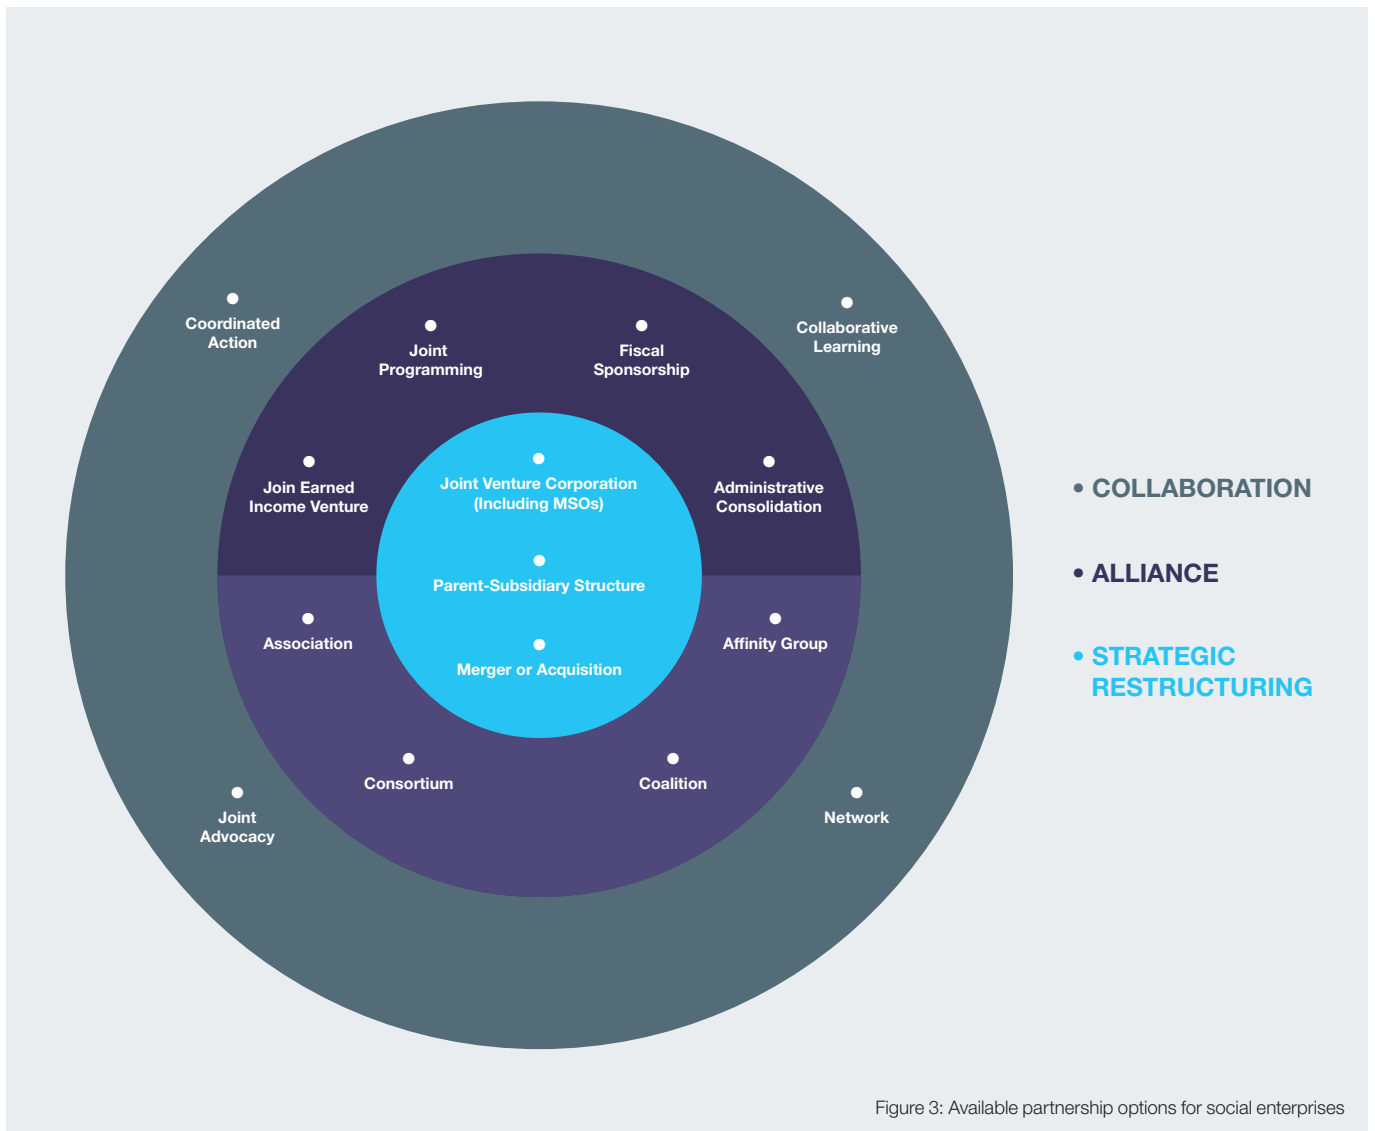 Coordinated
Action
Collaborative
Learning
Joint
Programming
Fiscal
Sponsorship
Join Earned
Income Venture
Joint Venture Corporation
(Including MSOs)
Administrative
Consolidation
Parent-Subsidiary Structure
Association
Merger or Acquisition
Affinity Group
Consortium
Coalition
Joint
Advocacy
Network
• COLLABORATION
• ALLIANCE
• STRATEGIC
RESTRUCTURING
Figure 3: Available partnership options for social enterprises